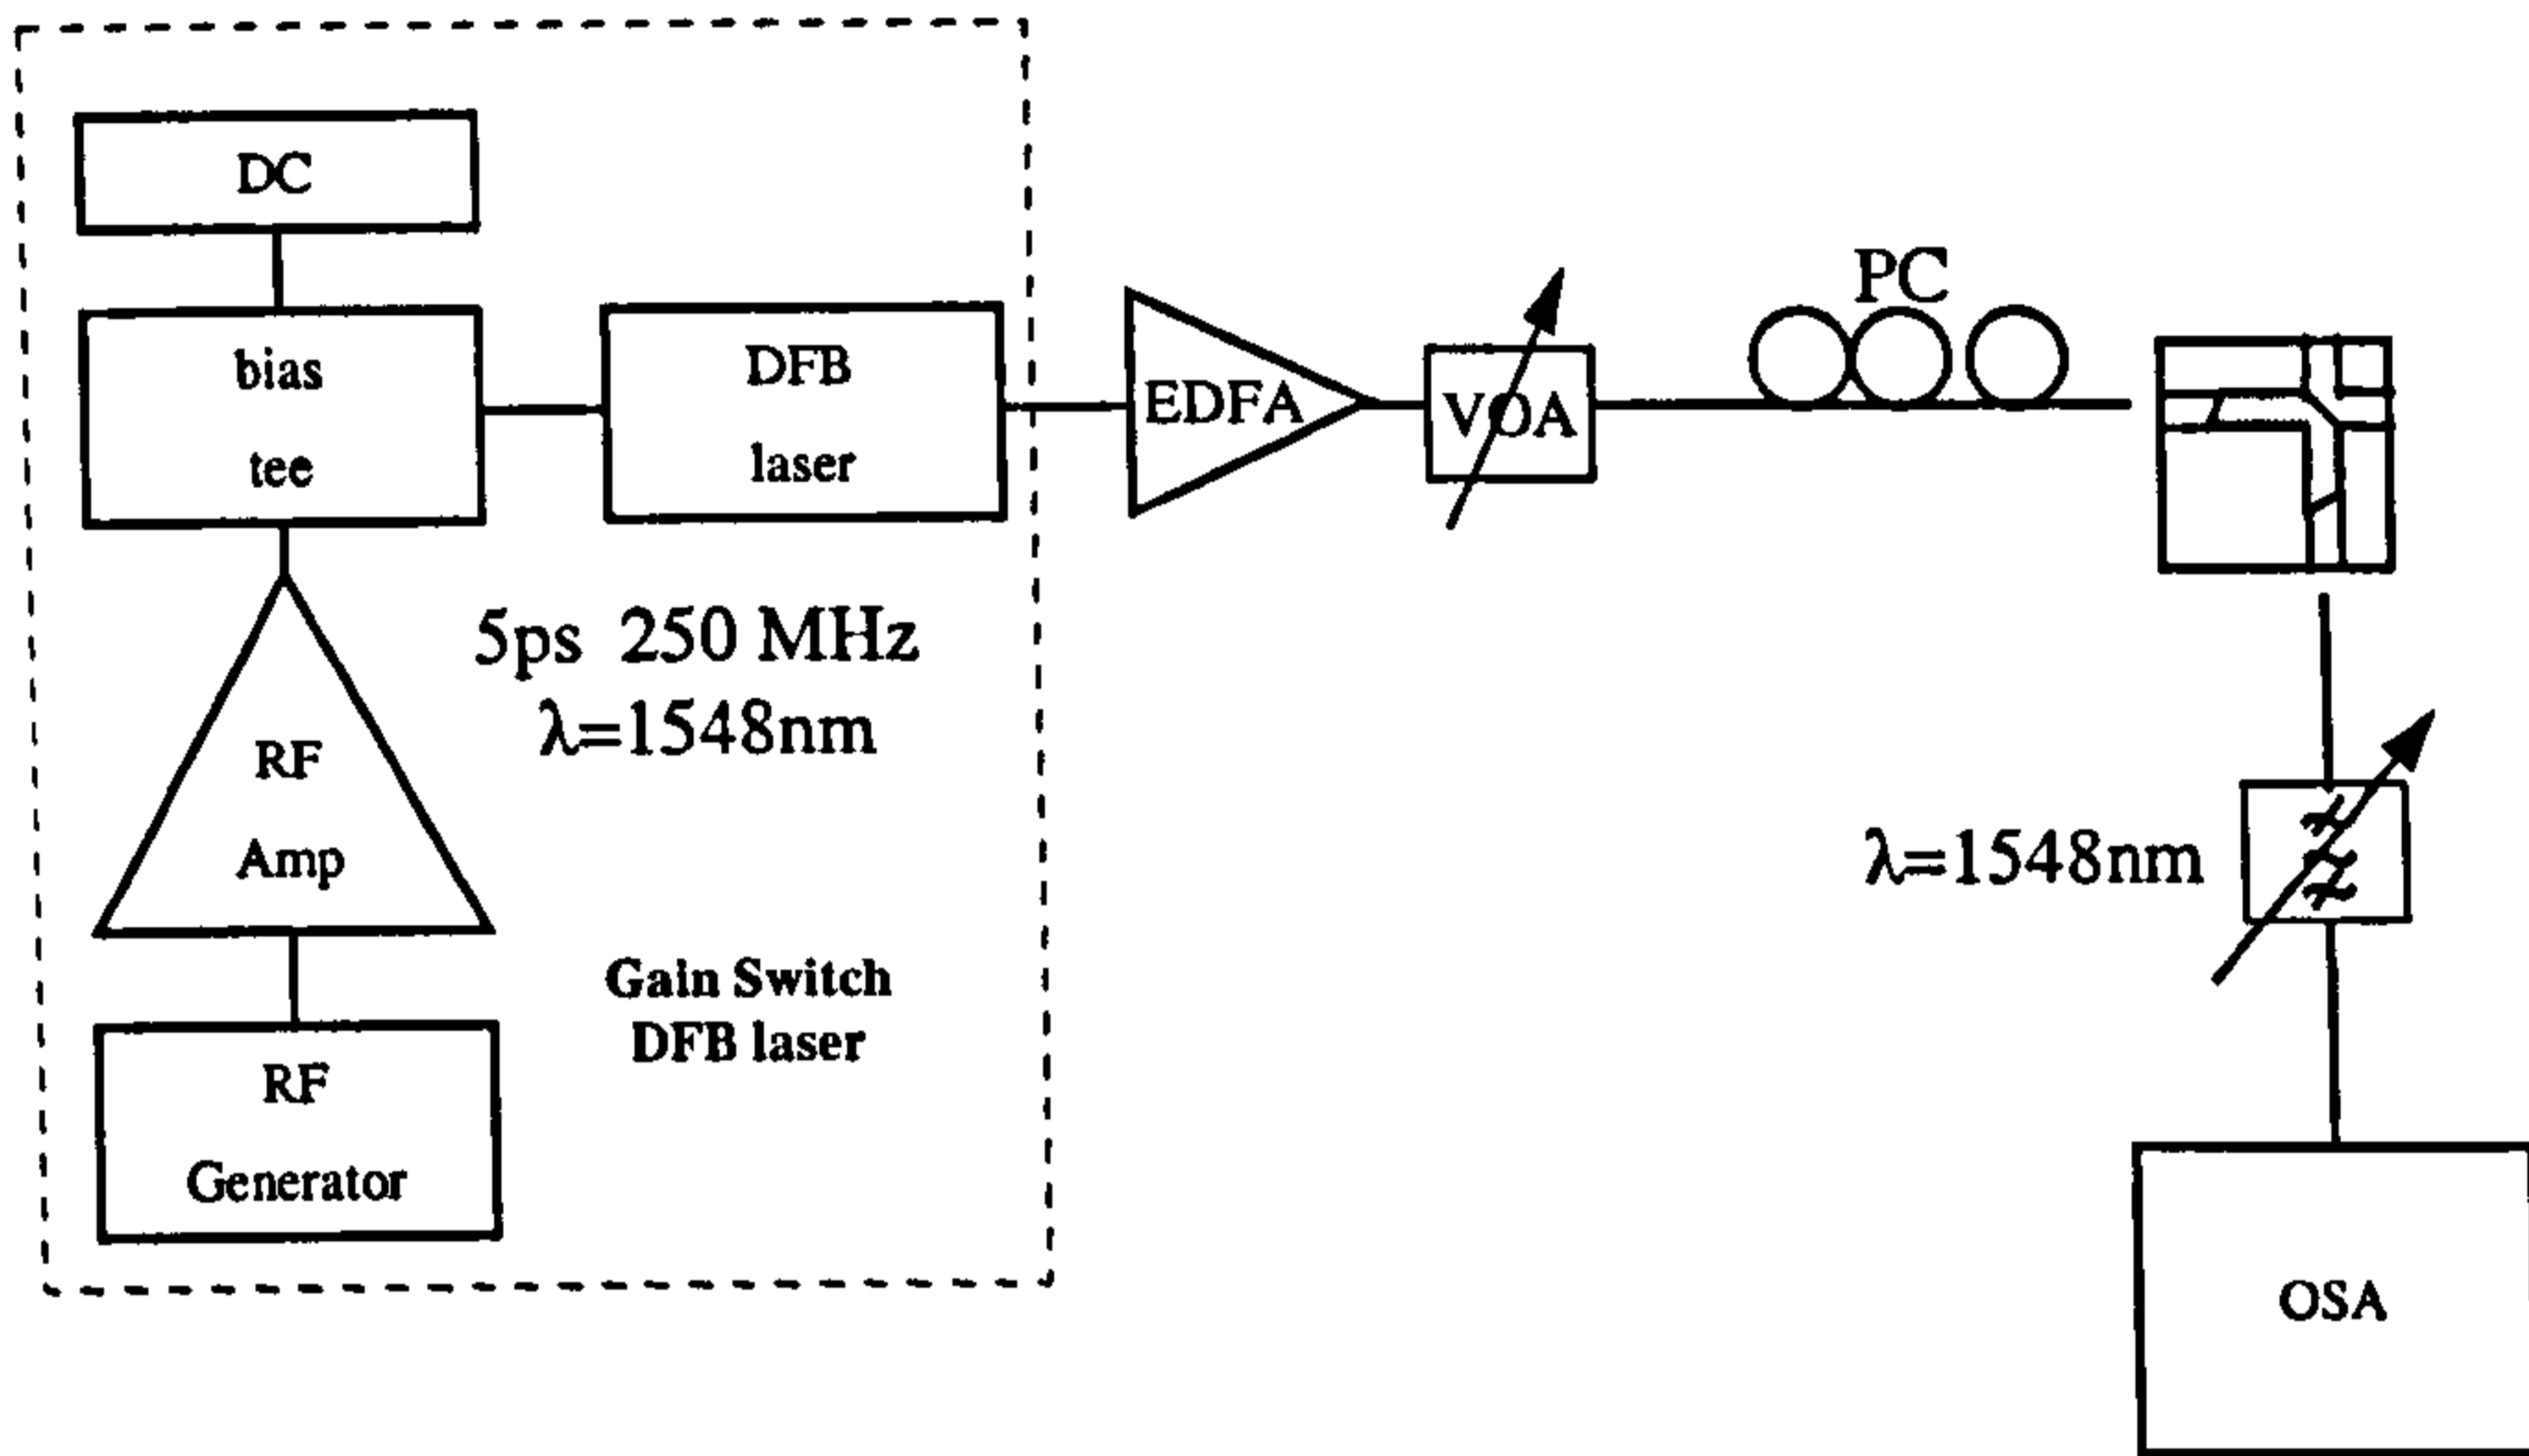 DC
bias
tee
DFB
laser
EDFA
VOA
PC
5ps 250 MHz
λ=1548nm
RF
Amp
Gain Switch
DFB laser
RF
Generator
λ=1548nm
OSA